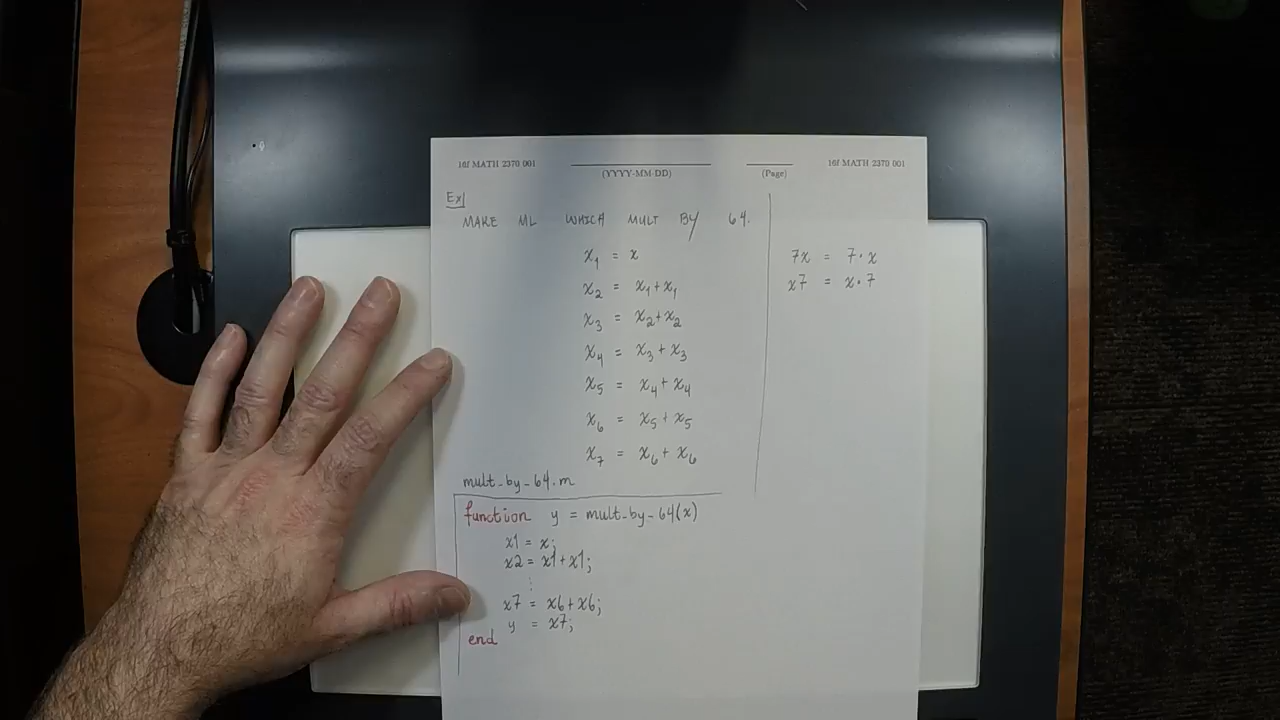 16f MATH 2370 001 (YYYY-MM-DD) (Page) 16f MATH 2370 001
Ex1
MAKE ML WHICH MULT BY 64.
x₁ = x
x₂ = x₁ + x₁
x₃ = x₂ + x₂
x₄ = x₃ + x₃
x₅ = x₄ + x₄
x₆ = x₅ + x₅
x₇ = x₆ + x₆
7x = 7·x
x7 = x·7
mult_by_64.m
function y = mult_by_64(x)
x1 = x;
x2 = x1 + x1;
⋮
x7 = x6 + x6;
y = x7;
end